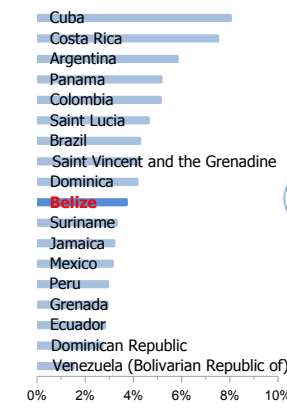 Cuba
Costa Rica
Argentina
Panama
Colombia
Saint Lucia
Brazil
Saint Vincent and the Grenadine
Dominica
Belize
Suriname
Jamaica
Mexico
Peru
Grenada
Ecuador
Dominican Republic
Venezuela (Bolivarian Republic of)
0% 2% 4% 6% 8% 10%